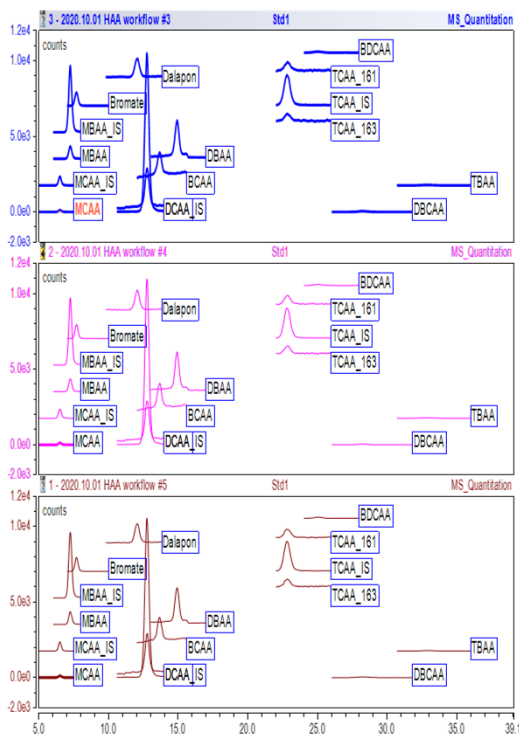 3 - 2020.10.01 HAA workflow #3 Std1 MS_Quantitation
1.2e4
counts
BDCAA
1.0e4
Dalapon
TCAA_161
Bromate
TCAA_IS
MBAA_IS
TCAA_163
5.0e3
MBAA
DBAA
MCAA_IS
BCAA
TBAA
0.0e0
MCAA
DCAA_IS
DBCAA
-2.0e3
2 - 2020.10.01 HAA workflow #4 Std1 MS_Quantitation
1.2e4
counts
BDCAA
1.0e4
Dalapon
TCAA_161
Bromate
TCAA_IS
MBAA_IS
TCAA_163
5.0e3
MBAA
DBAA
MCAA_IS
BCAA
TBAA
0.0e0
MCAA
DCAA_IS
DBCAA
-2.0e3
1 - 2020.10.01 HAA workflow #5 Std1 MS_Quantitation
1.2e4
counts
BDCAA
1.0e4
Dalapon
TCAA_161
Bromate
TCAA_IS
MBAA_IS
TCAA_163
5.0e3
MBAA
DBAA
MCAA_IS
BCAA
TBAA
0.0e0
MCAA
DCAA_IS
DBCAA
-2.0e3
5.0 10.0 15.0 20.0 25.0 30.0 35.0 39.1